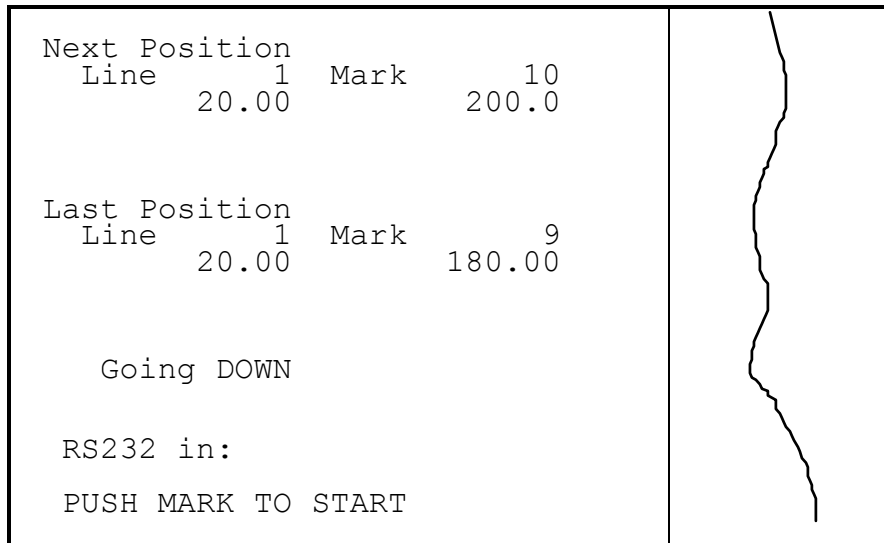 Next Position
Line 1 Mark 10
20.00 200.0
Last Position
Line 1 Mark 9
20.00 180.00
Going DOWN
RS232 in:
PUSH MARK TO START